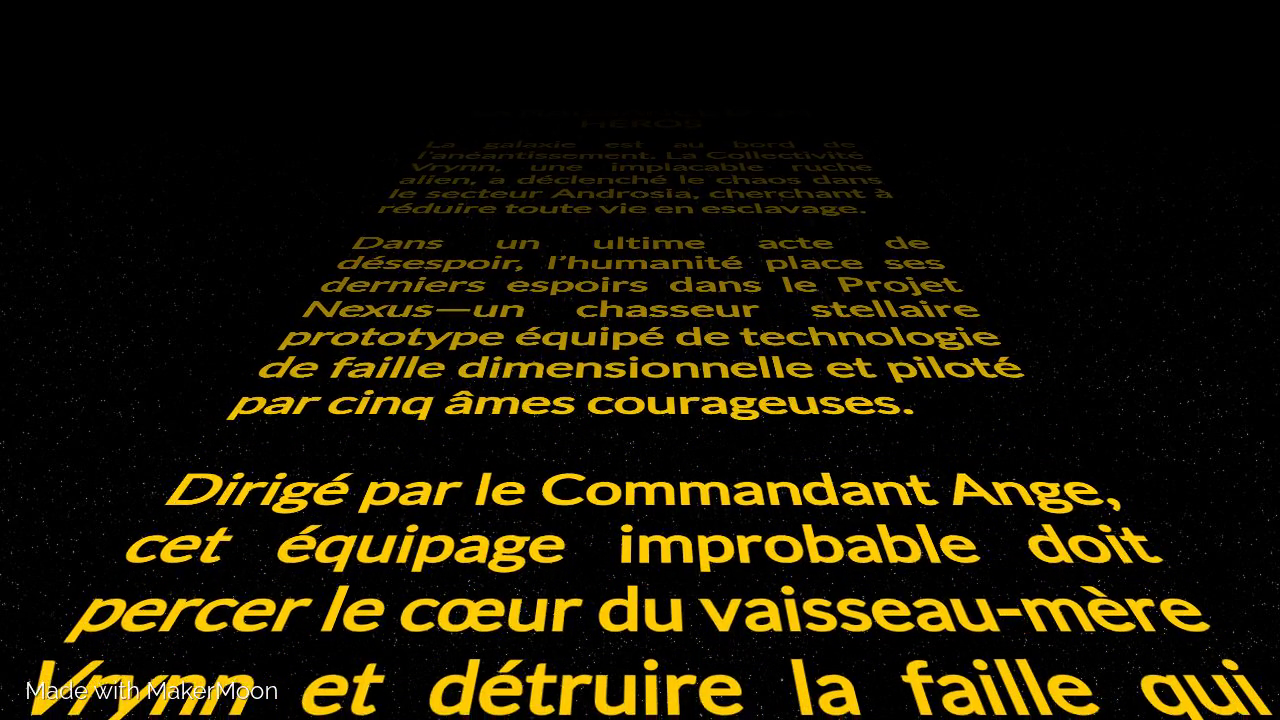 HÉROS
La galaxie est au bord de
l'anéantissement. La Collectivité
Vrynn, une implacable ruche
alien, a déclenché le chaos dans
le secteur Androsia, cherchant à
réduire toute vie en esclavage.
Dans un ultime acte de
désespoir, l’humanité place ses
derniers espoirs dans le Projet
Nexus—un chasseur stellaire
prototype équipé de technologie
de faille dimensionnelle et piloté
par cinq âmes courageuses.
Dirigé par le Commandant Ange,
cet équipage improbable doit
percer le cœur du vaisseau-mère
Vrynn et détruire la faille qui
Made with MakerMoon